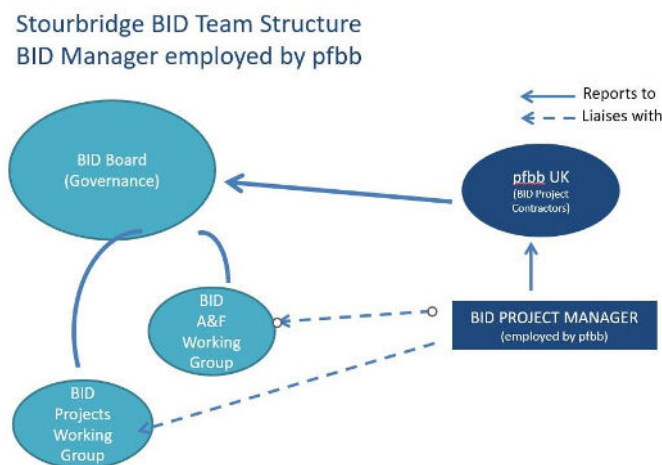 Stourbridge BID Team Structure
BID Manager employed by pfbb
Reports to
Liaises with
BID Board
(Governance)
pfbb UK
(BID Project
Contractors)
BID
A&F
Working
Group
BID PROJECT MANAGER
(employed by pfbb)
BID
Projects
Working
Group